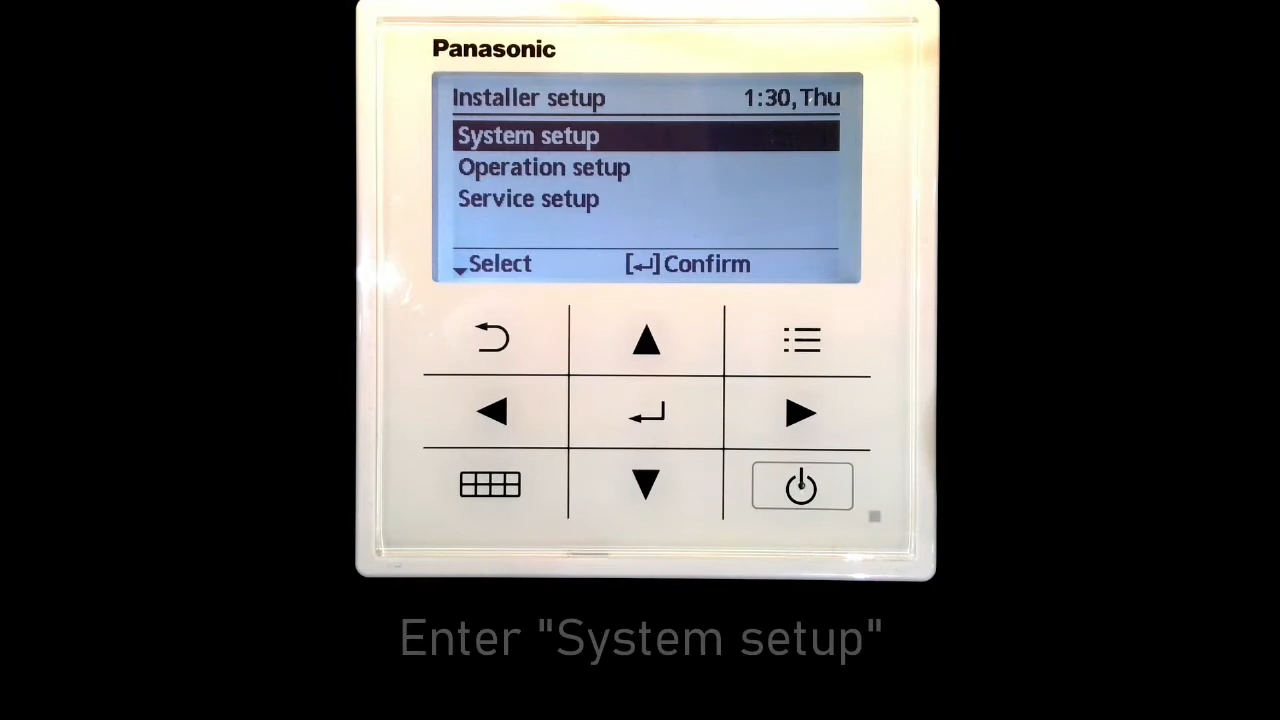 Panasonic
Installer setup 1:30,Thu
System setup
Operation setup
Service setup
Select [↵]Confirm
Enter "System setup"